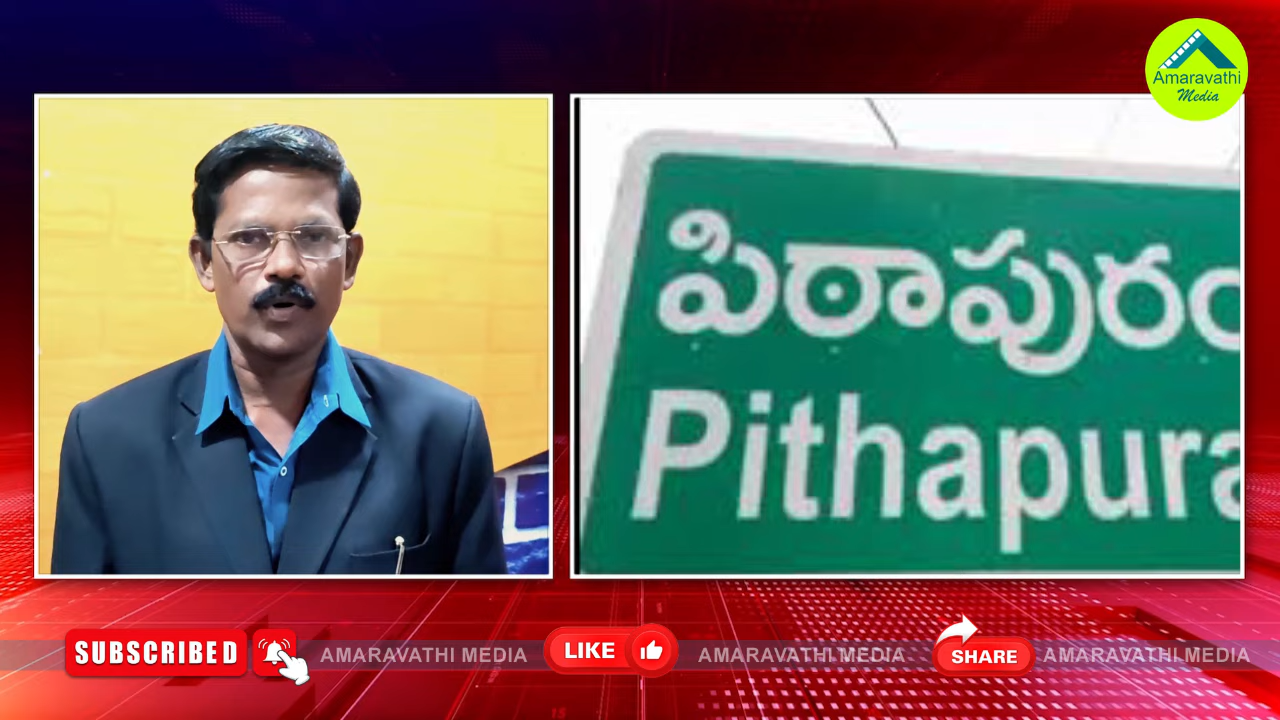 Amaravathi
Media
పిఠాపురం
Pithapura
SUBSCRIBED
AMARAVATHI MEDIA
LIKE
AMARAVATHI MEDIA
SHARE
AMARAVATHI MEDIA